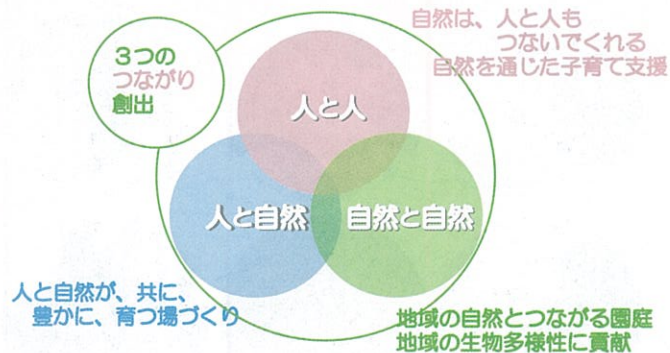 ３つの
つながり
創出
自然は、人と人も
つないでくれる
自然を通じた子育て支援
人と人
人と自然
自然と自然
人と自然が、共に、
豊かに、育つ場づくり
地域の自然とつながる園庭
地域の生物多様性に貢献